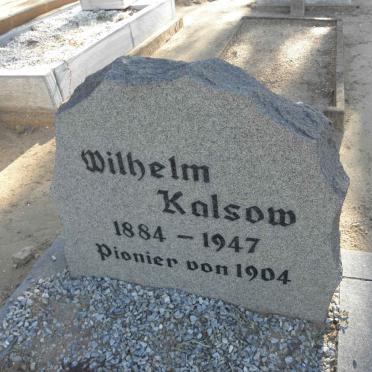 Wilhelm
Kalsow
1884 – 1947
Pionier von 1904